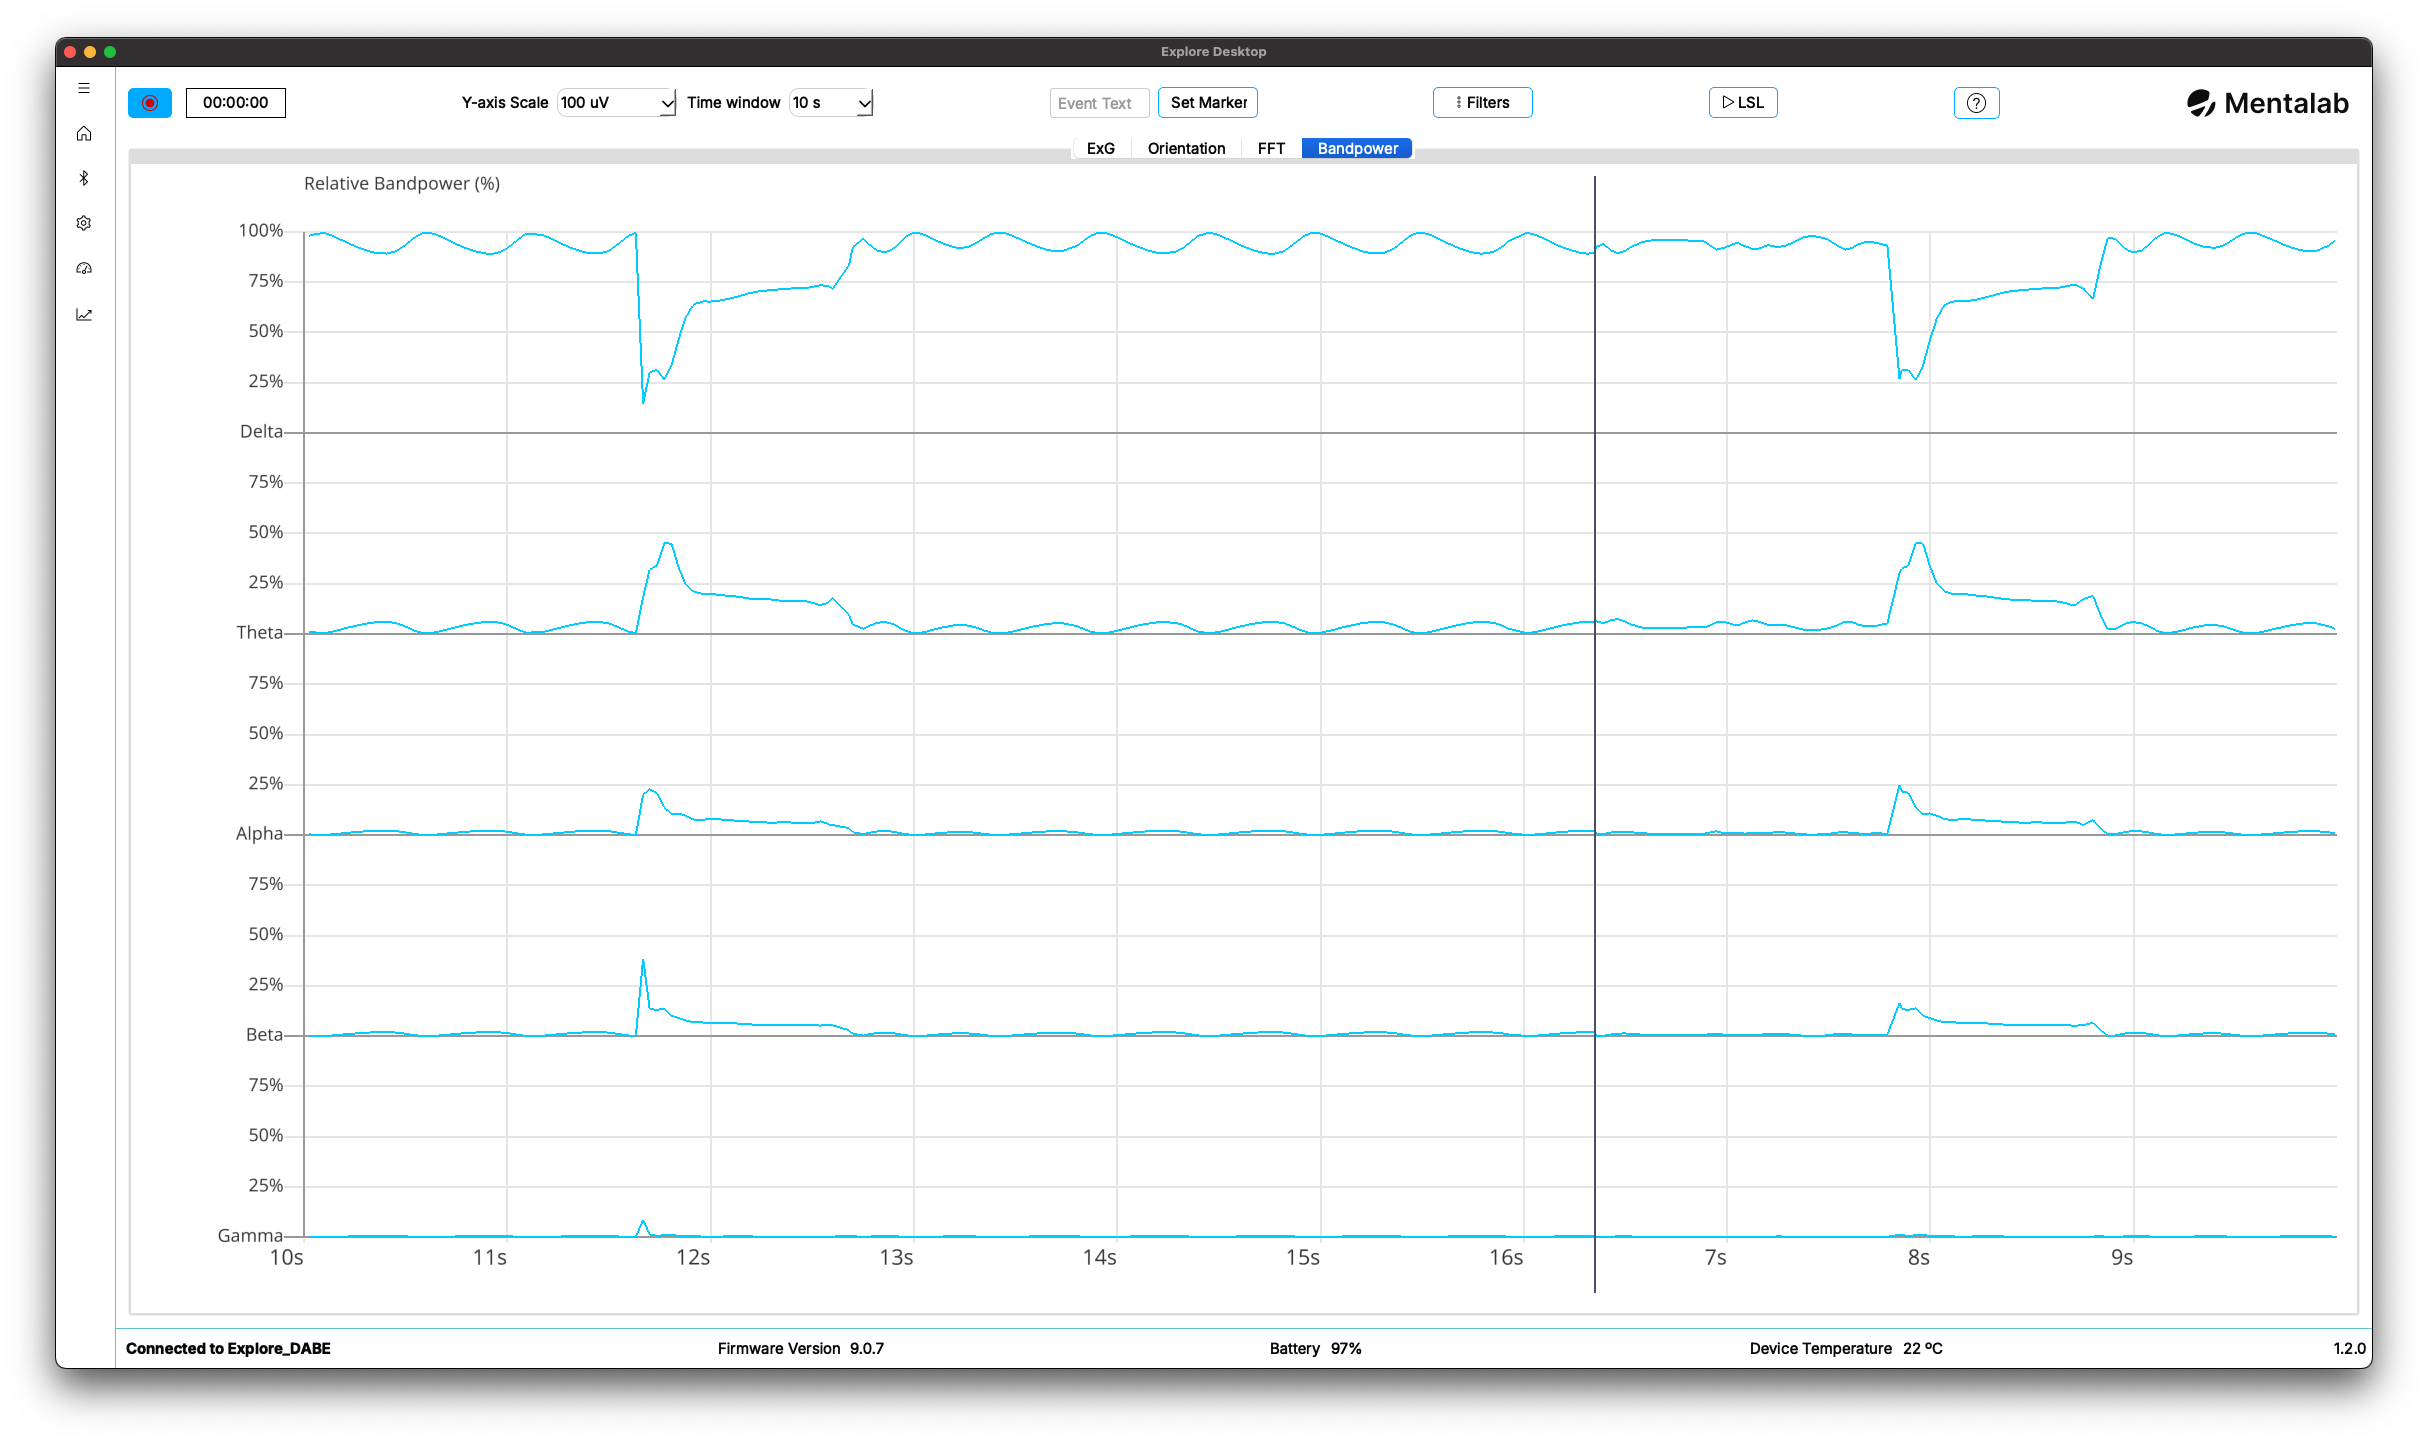 Explore Desktop
00:00:00
Y-axis Scale 100 uV Time window 10 s
Event Text Set Marker
Filters
LSL
?
Mentalab
ExG Orientation FFT Bandpower
Relative Bandpower (%)
100%
75%
50%
25%
Delta
75%
50%
25%
Theta
75%
50%
25%
Alpha
75%
50%
25%
Beta
75%
50%
25%
Gamma
10s 11s 12s 13s 14s 15s 16s 7s 8s 9s
Connected to Explore_DABE Firmware Version 9.0.7 Battery 97% Device Temperature 22 ºC 1.2.0